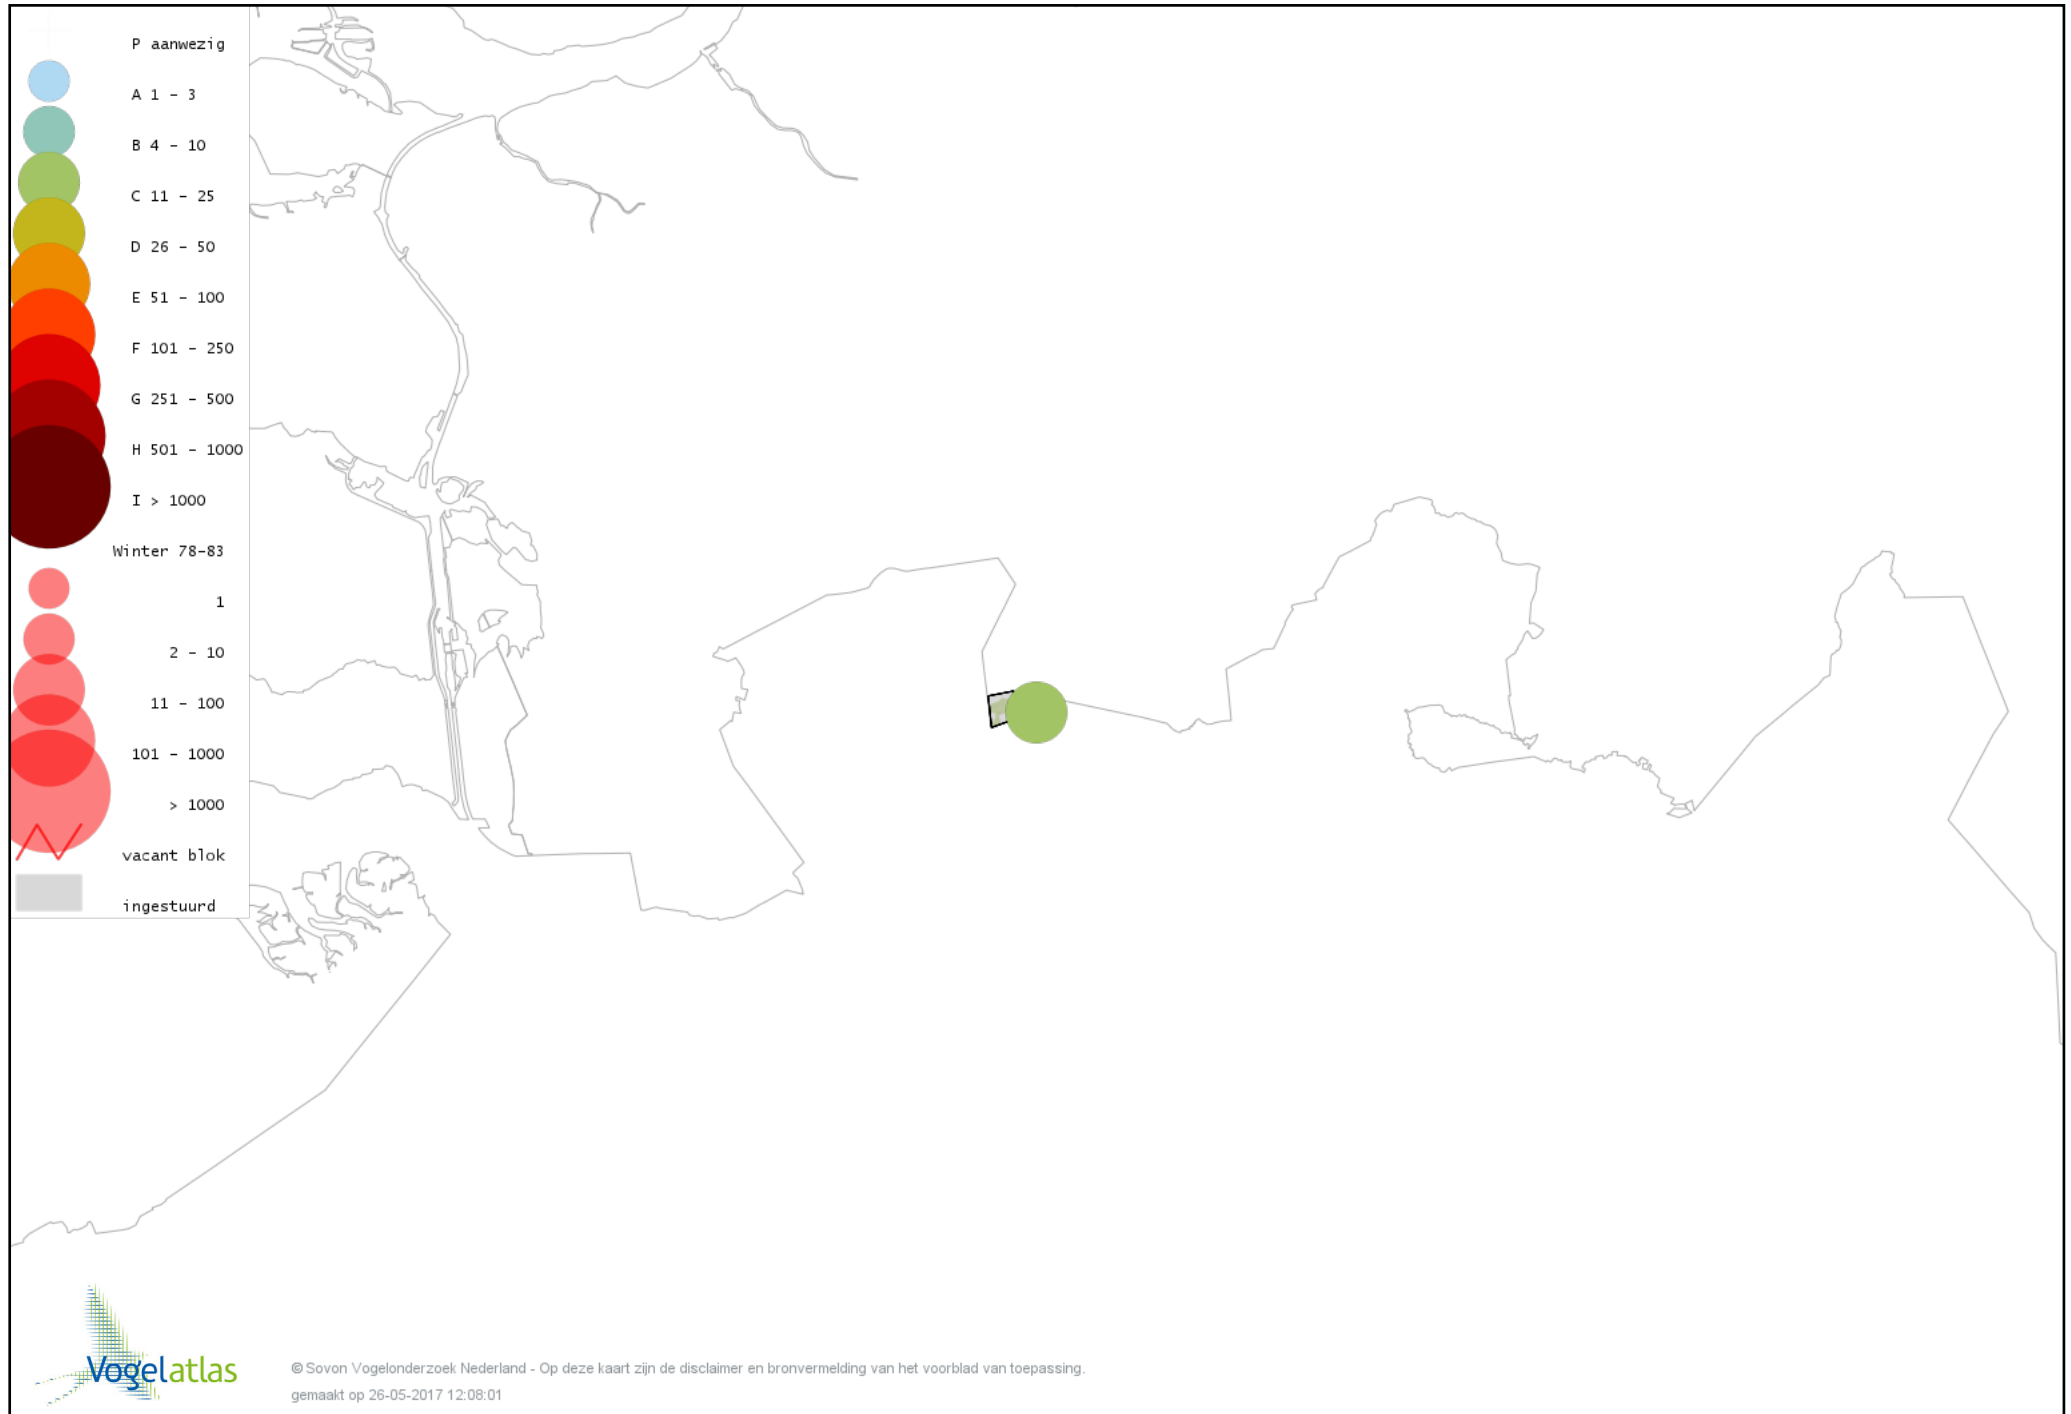 P aanwezig
A 1 – 3
B 4 – 10
C 11 – 25
D 26 – 50
E 51 – 100
F 101 – 250
G 251 – 500
H 501 – 1000
I > 1000
Winter 78-83
1
2 – 10
11 – 100
101 – 1000
> 1000
vacant blok
ingestuurd
Vogelatlas
© Sovon Vogelonderzoek Nederland - Op deze kaart zijn de disclaimer en bronvermelding van het voorblad van toepassing.
gemaakt op 26-05-2017 12:08:01